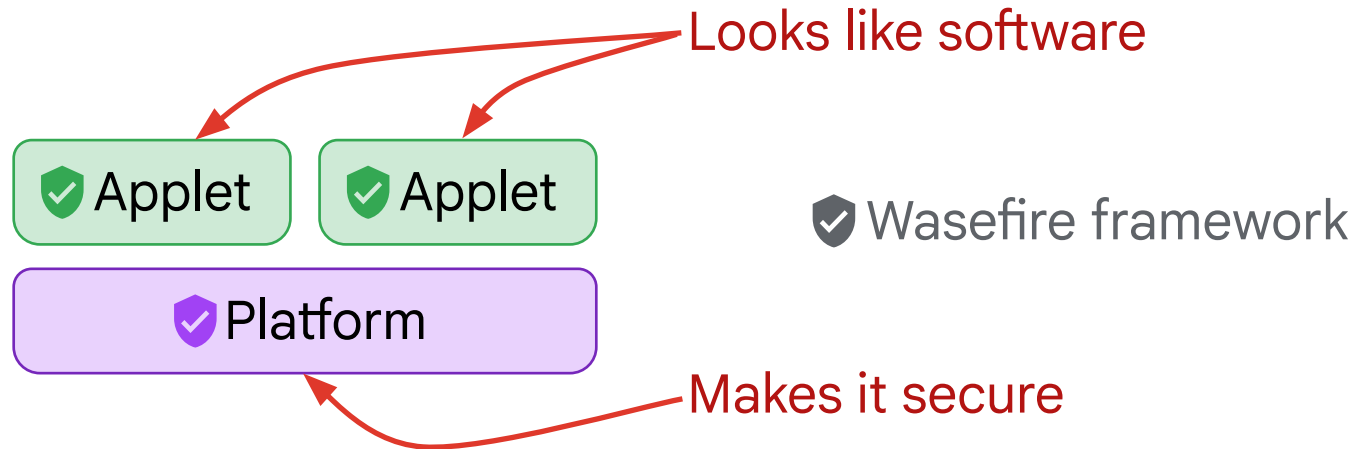 Looks like software
Applet
Applet
Wasefire framework
Platform
Makes it secure